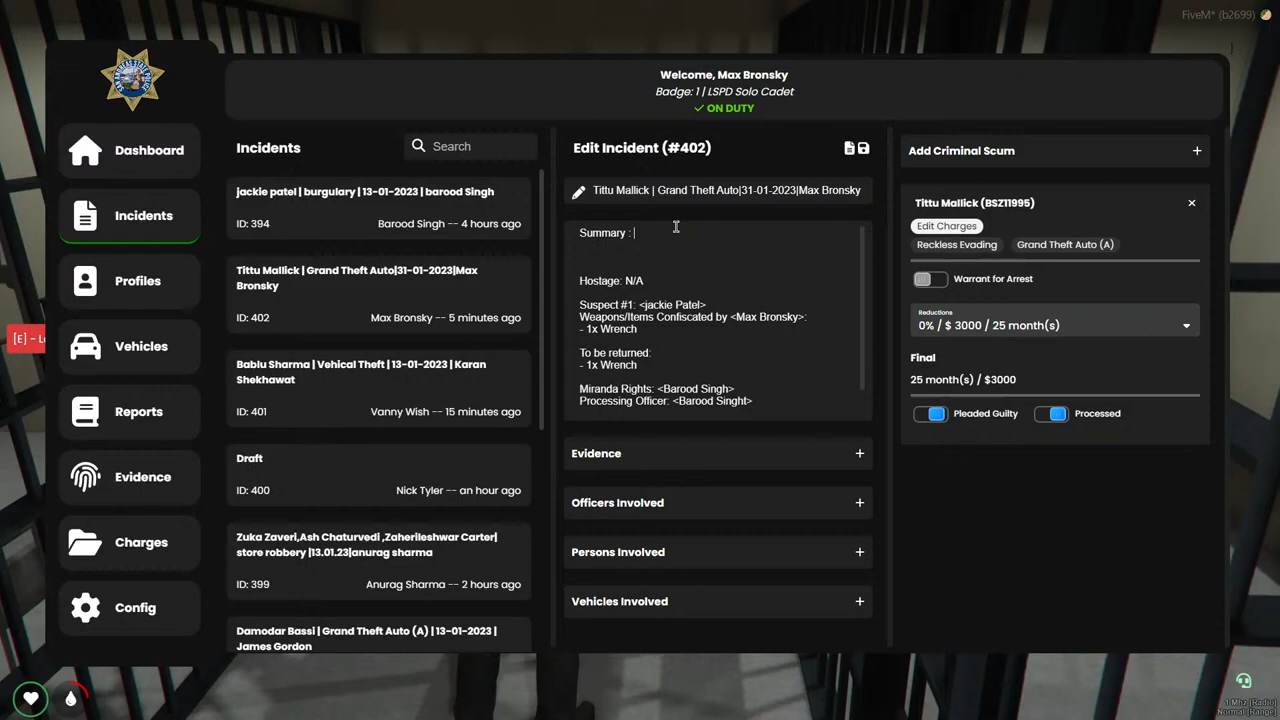 FiveM* (b2699)
Welcome, Max Bronsky
Badge: 1 | LSPD Solo Cadet
ON DUTY
Dashboard
Incidents
Profiles
Vehicles
Reports
Evidence
Charges
Config
[E] -
Incidents
Search
jackie patel | burgulary | 13-01-2023 | barood Singh
ID: 394
Barood Singh -- 4 hours ago
Tittu Mallick | Grand Theft Auto|31-01-2023|Max
Bronsky
ID: 402
Max Bronsky -- 5 minutes ago
Bablu Sharma | Vehical Theft | 13-01-2023 | Karan
Shekhawat
ID: 401
Vanny Wish -- 15 minutes ago
Draft
ID: 400
Nick Tyler -- an hour ago
Zuka Zaveri,Ash Chaturvedi ,Zaherileshwar Carter|
store robbery |13.01.23|anurag sharma
ID: 399
Anurag Sharma -- 2 hours ago
Damodar Bassi | Grand Theft Auto (A) | 13-01-2023 |
James Gordon
Edit Incident (#402)
Tittu Mallick | Grand Theft Auto|31-01-2023|Max Bronsky
Summary :
Hostage: N/A
Suspect #1: <jackie Patel>
Weapons/Items Confiscated by <Max Bronsky>:
- 1x Wrench
To be returned:
- 1x Wrench
Miranda Rights: <Barood Singh>
Processing Officer: <Barood Singht>
Evidence
Officers Involved
Persons Involved
Vehicles Involved
Add Criminal Scum
Tittu Mallick (BSZ11995)
Edit Charges
Reckless Evading
Grand Theft Auto (A)
Warrant for Arrest
Reductions
0% / $ 3000 / 25 month(s)
Final
25 month(s) / $3000
Pleaded Guilty
Processed
1 Mhz (Radio)
Normal (Range)